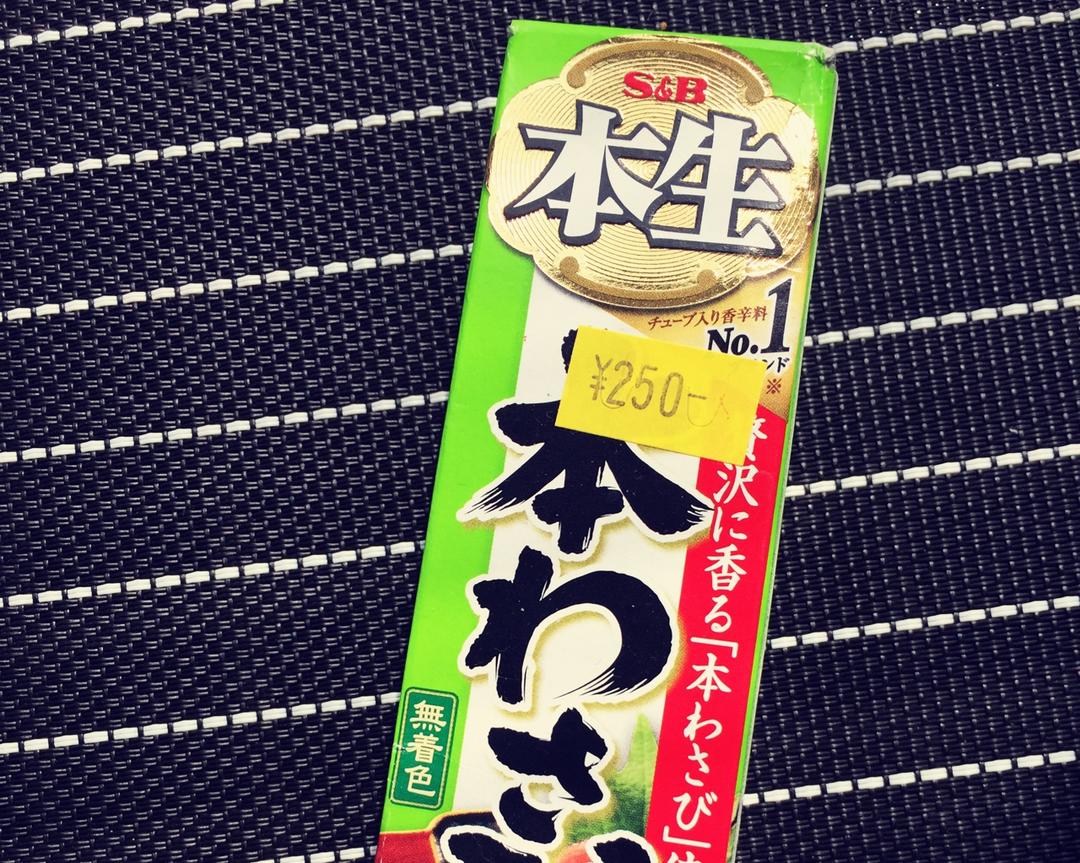 S&B
本生
チューブ入り香辛料
No.1
ンド
※
¥250-
本わさ
贅沢に香る「本わさび」
無着色